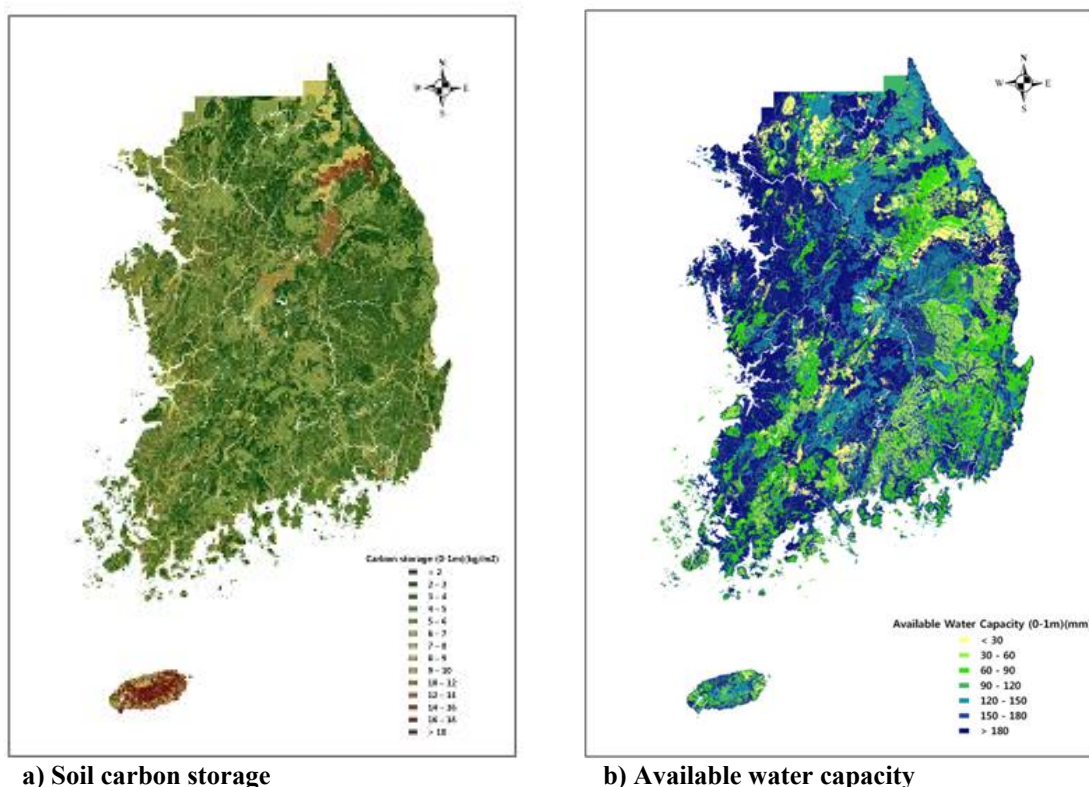 N
W E
S
N
W E
S
Carbon storage (0-1m)(kg/m2)
< 2
2 - 3
3 - 4
4 - 5
5 - 6
6 - 7
7 - 8
8 - 9
9 - 10
10 - 12
12 - 14
14 - 16
16 - 18
> 18
Available Water Capacity (0-1m)(mm
< 30
30 - 60
60 - 90
90 - 120
120 - 150
150 - 180
> 180
a) Soil carbon storage
b) Available water capacity